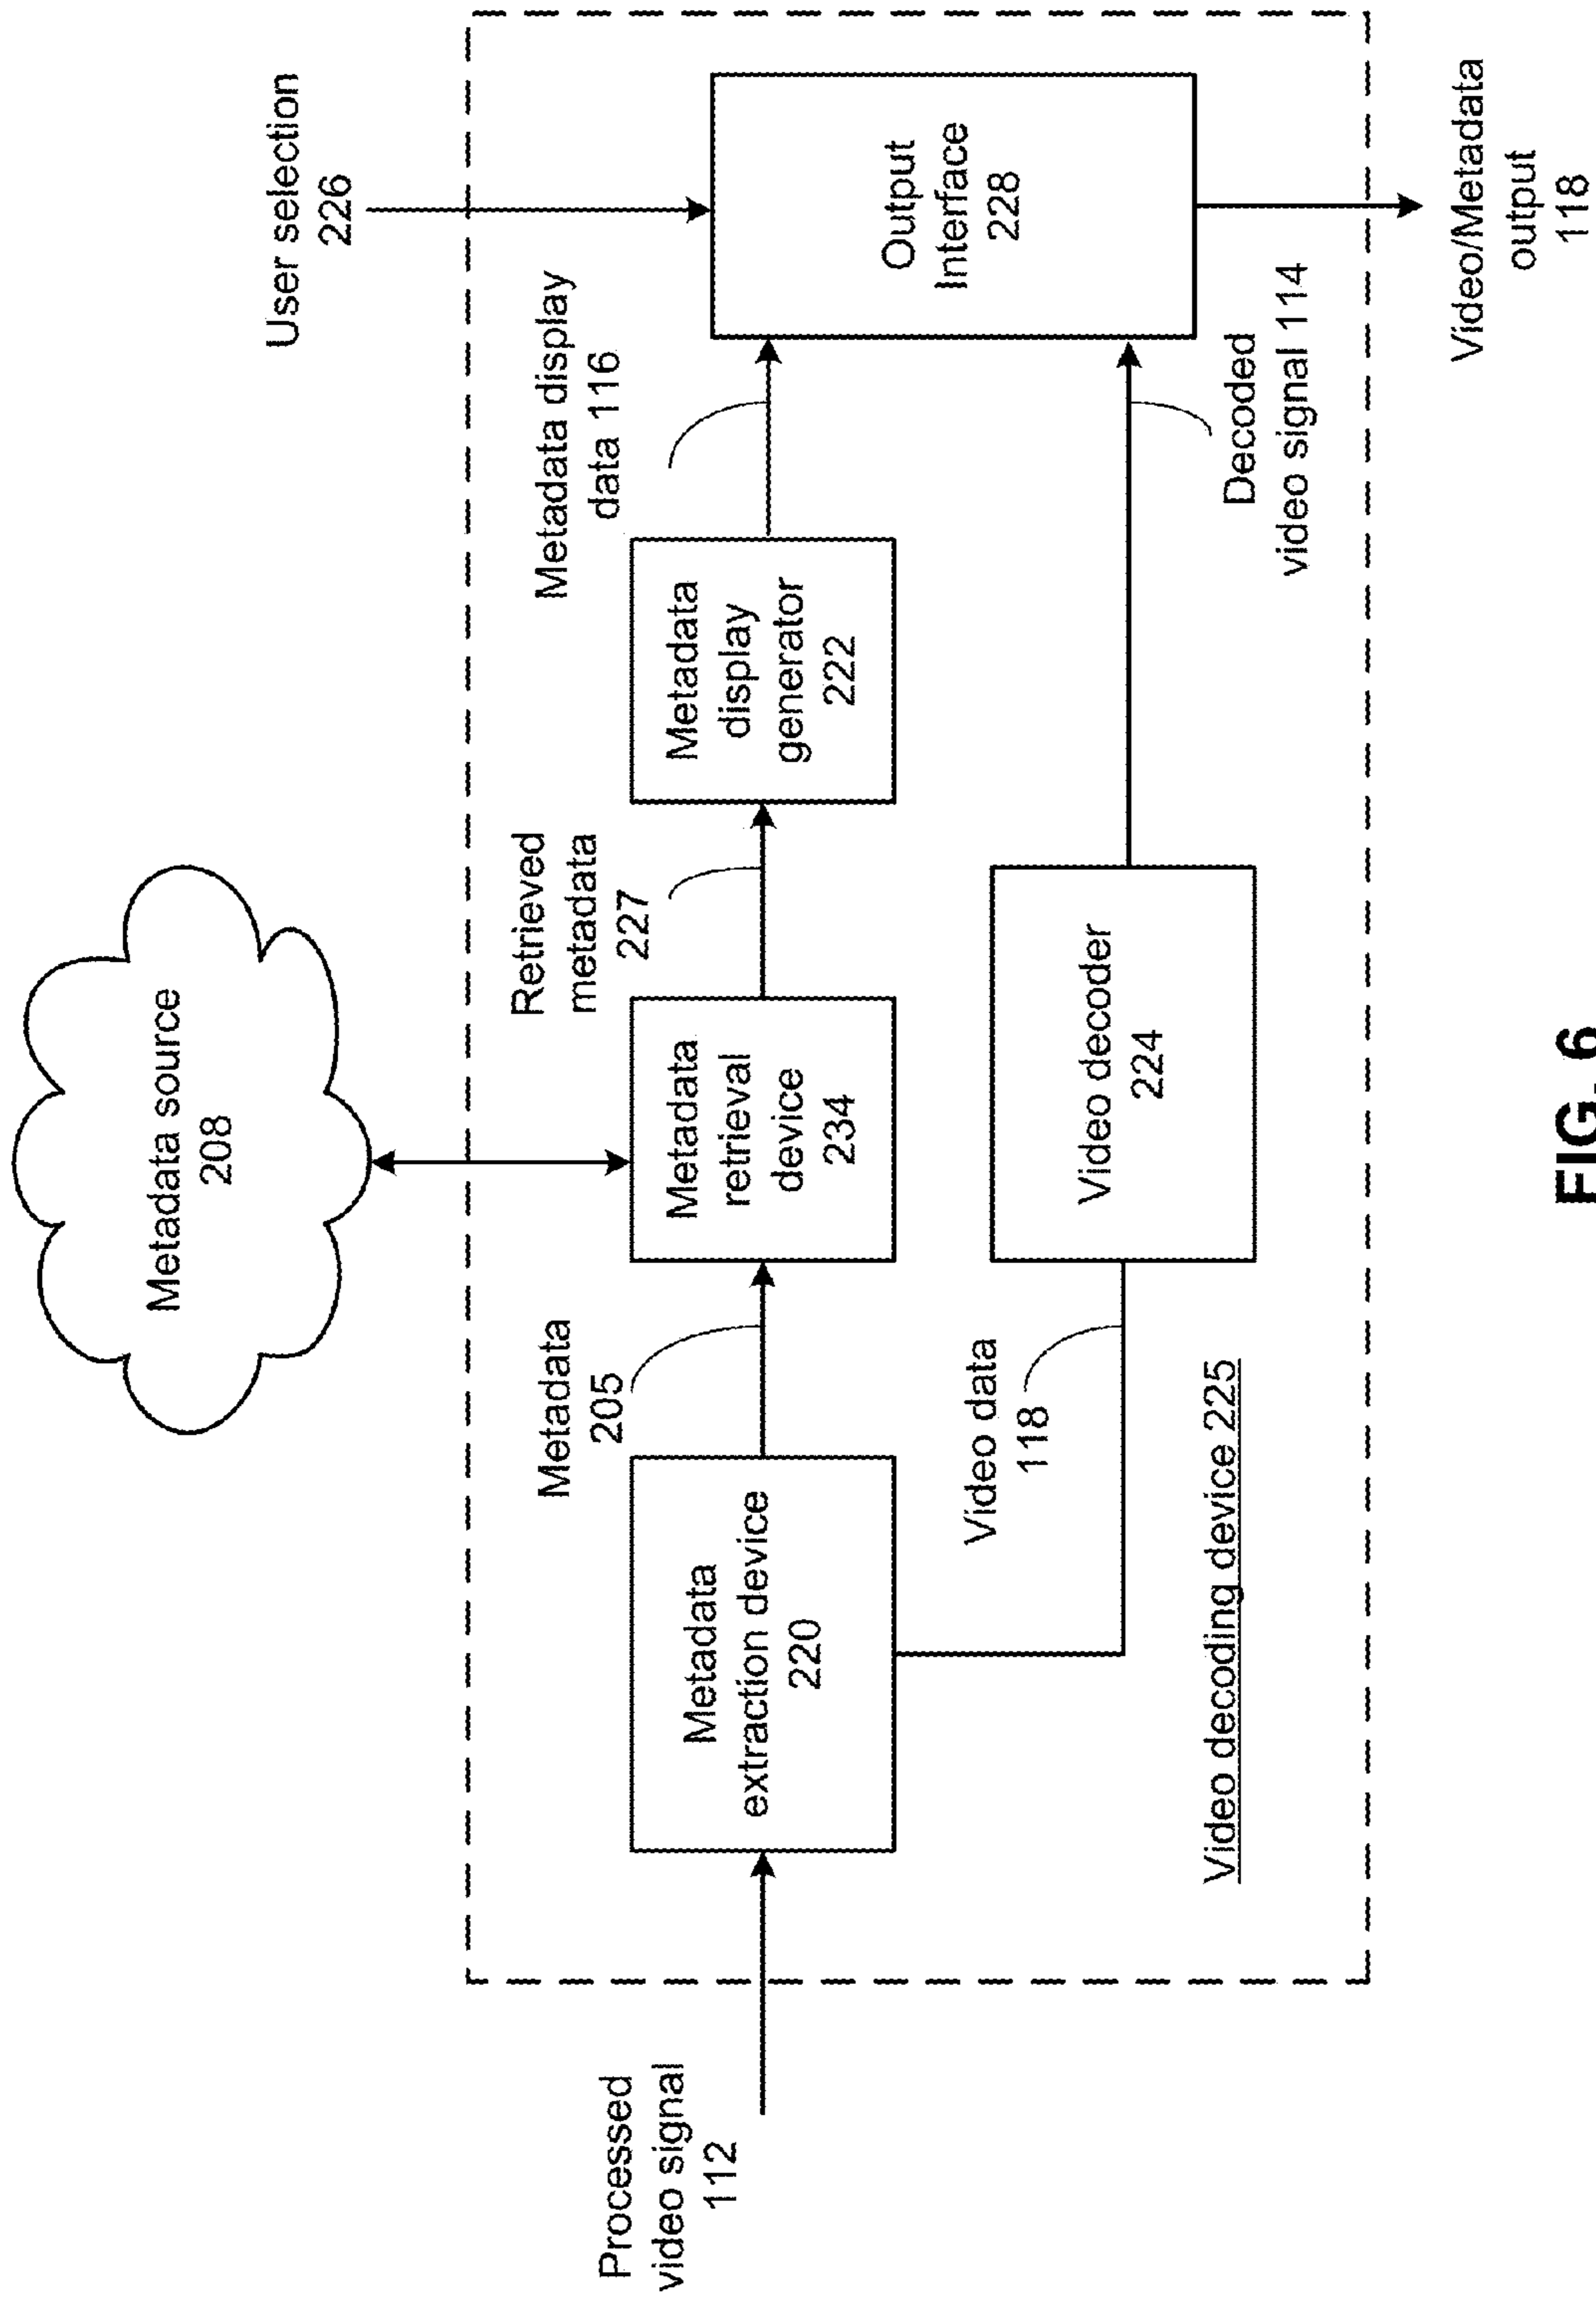 Metadata source
208
User selection
226
Processed
video signal
112
Metadata
extraction device
220
Metadata
205
Metadata
retrieval
device
234
Retrieved
metadata
227
Metadata
display
generator
222
Metadata display
data 116
Output
Interface
228
Video data
118
Video decoder
224
Decoded
video signal 114
Video decoding device 225
Video/Metadata
output
118
FIG. 6